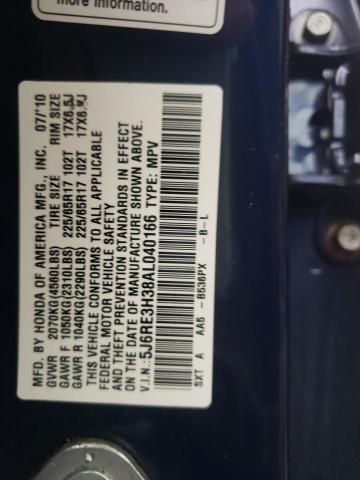 more information.
MFD. BY HONDA OF AMERICA MFG., INC. 07/'10
GVWR 2070KG(4560LBS) TIRE SIZE RIM SIZE
GAWR F 1050KG(2310LBS) 225/65R17 102T 17X6.5J
GAWR R 1040KG(2290LBS) 225/65R17 102T 17X6.5J
THIS VEHICLE CONFORMS TO ALL APPLICABLE
FEDERAL MOTOR VEHICLE SAFETY
AND THEFT PREVENTION STANDARDS IN EFFECT
ON THE DATE OF MANUFACTURE SHOWN ABOVE.
V.I.N.: 5J6RE3H38AL040166 TYPE: MPV
SXT A AA5 -B536PX -B-L